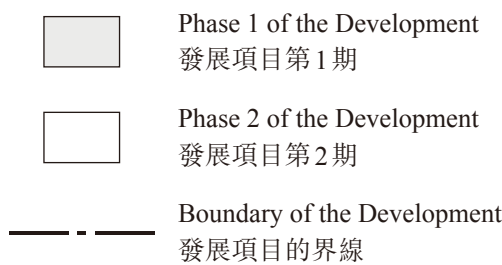 Phase 1 of the Development
發展項目第1期
Phase 2 of the Development
發展項目第2期
Boundary of the Development
發展項目的界線